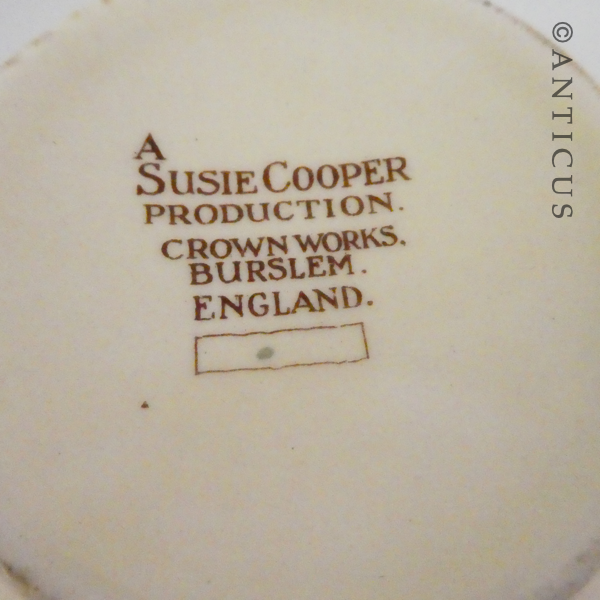 A
SUSIE COOPER
PRODUCTION.
CROWN WORKS.
BURSLEM.
ENGLAND.
©ANTICUS